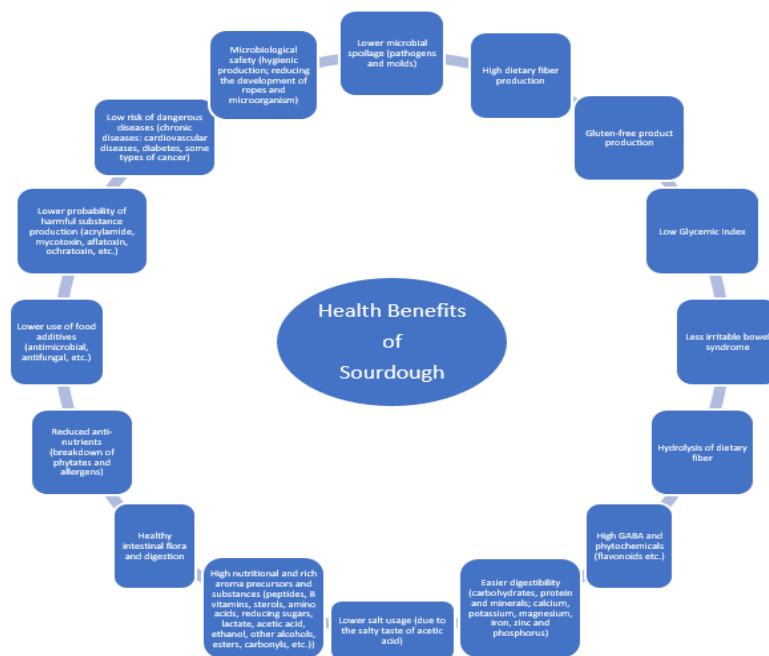 Lower microbial
spoilage (pathogens
and molds)
High dietary fiber
production
Gluten-free product
production
Low Glycemic Index
Less irritable bowel
syndrome
Hydrolysis of dietary
fiber
High GABA and
phytochemicals
(flavonoids etc.)
Easier digestibility
(carbohydrates, protein
and minerals; calcium,
potassium, magnesium,
iron, zinc and
phosphorus)
Lower salt usage (due to
the salty taste of acetic
acid)
High nutritional and rich
aroma precursors and
substances (peptides, B
vitamins, sterols, amino
acids, reducing sugars,
lactate, acetic acid,
ethanol, other alcohols,
esters, carbonyls, etc.))
Healthy
intestinal flora
and digestion
Reduced anti-
nutrients
(breakdown of
phytates and
allergens)
Lower use of food
additives
(antimicrobial,
antifungal, etc.)
Lower probability of
harmful substance
production (acrylamide,
mycotoxin, aflatoxin,
ochratoxin, etc.)
Low risk of dangerous
diseases (chronic
diseases: cardiovascular
diseases, diabetes, some
types of cancer)
Microbiological
safety (hygienic
production; reducing
the development of
ropes and
microorganism)
Health Benefits
of
Sourdough